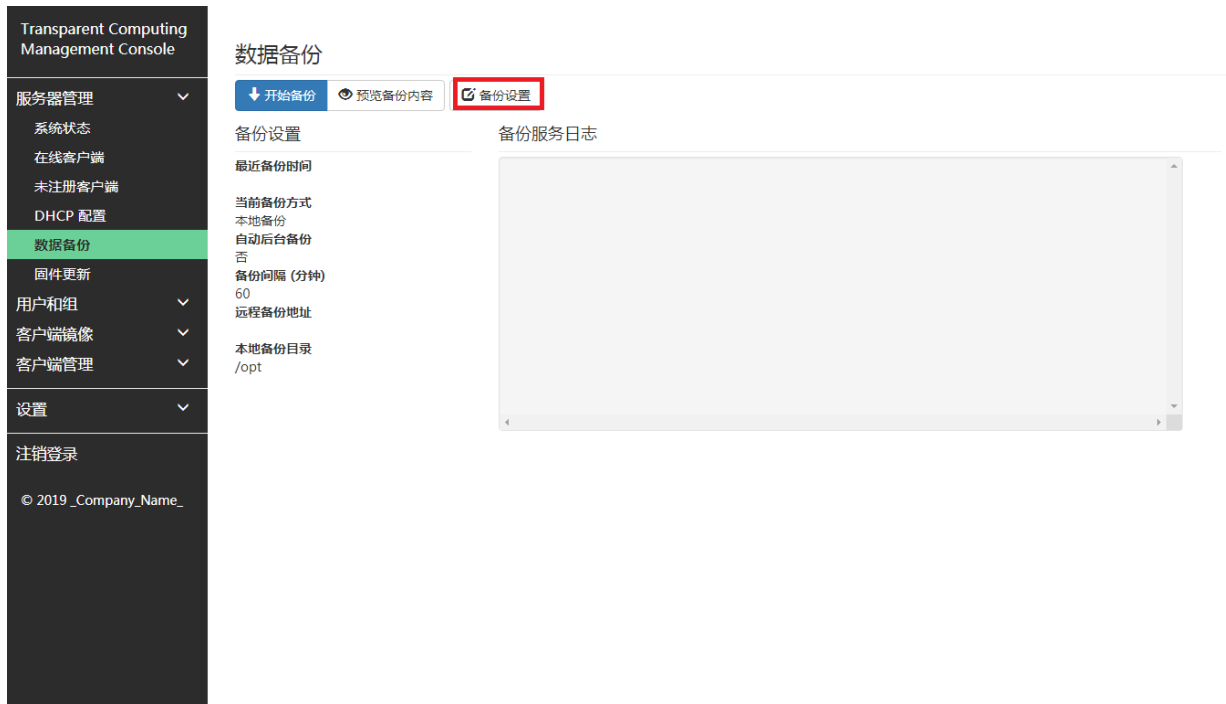 Transparent Computing
Management Console
服务器管理
系统状态
在线客户端
未注册客户端
DHCP 配置
数据备份
固件更新
用户和组
客户端镜像
客户端管理
设置
注销登录
© 2019 _Company_Name_
数据备份
开始备份 预览备份内容 备份设置
备份设置
最近备份时间
当前备份方式
本地备份
自动后台备份
否
备份间隔 (分钟)
60
远程备份地址
本地备份目录
/opt
备份服务日志